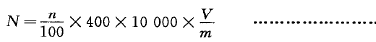 N = n/100 × 400 × 10 000 × V/m ........................